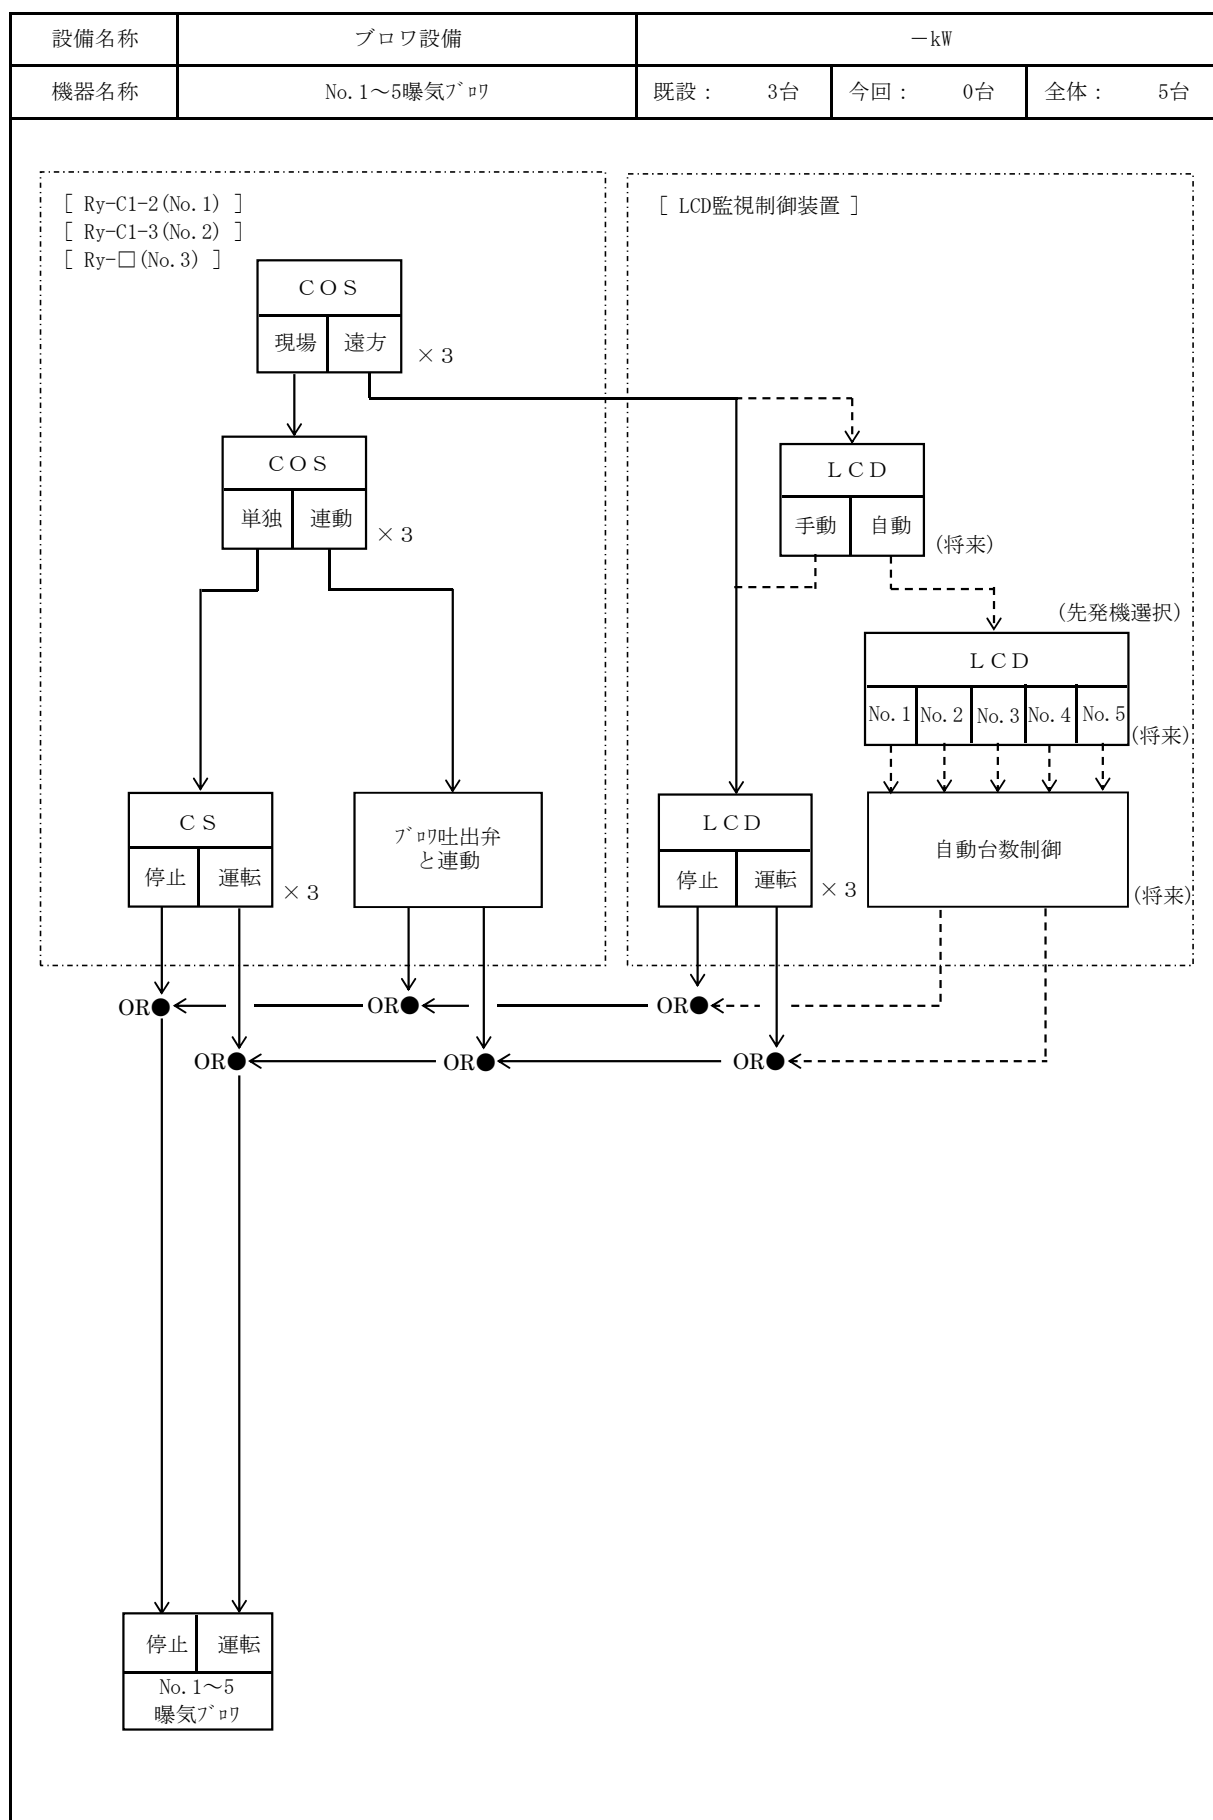 設備名称 ブロワ設備 －kW
機器名称 No.1～5曝気ﾌﾞﾛﾜ 既設： 3台 今回： 0台 全体： 5台
[ Ry-C1-2(No.1) ]
[ Ry-C1-3(No.2) ]
[ Ry-□(No.3) ]
[ LCD監視制御装置 ]
ＣＯＳ
現場 遠方
×３
ＣＯＳ
単独 連動
×３
ＬＣＤ
手動 自動
(将来)
(先発機選択)
ＬＣＤ
No.1 No.2 No.3 No.4 No.5
(将来)
ＣＳ
停止 運転
×３
ﾌﾞﾛﾜ吐出弁
と連動
ＬＣＤ
停止 運転
×３
自動台数制御
(将来)
OR OR OR
OR OR OR
停止 運転
No.1～5
曝気ﾌﾞﾛﾜ